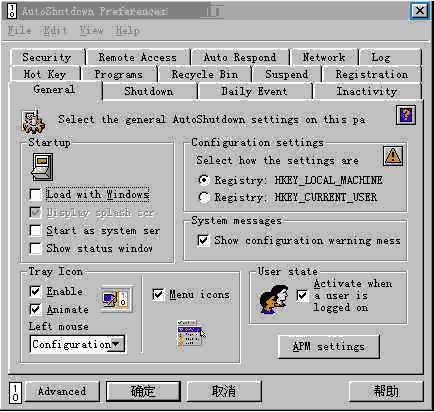 AutoShutdown Preferences
File Edit View Help
Security Remote Access Auto Respond Network Log
Hot Key Programs Recycle Bin Suspend Registration
General Shutdown Daily Event Inactivity
Select the general AutoShutdown settings on this pa
Startup
Load with Windows
Display splash scr
Start as system ser
Show status window
Configuration settings
Select how the settings are
Registry: HKEY_LOCAL_MACHINE
Registry: HKEY_CURRENT_USER
System messages
Show configuration warning mess
Tray Icon
Enable
Animate
Left mouse
Configuration
Menu icons
User state
Activate when
a user is
logged on
APM settings
Advanced 确定 取消 帮助